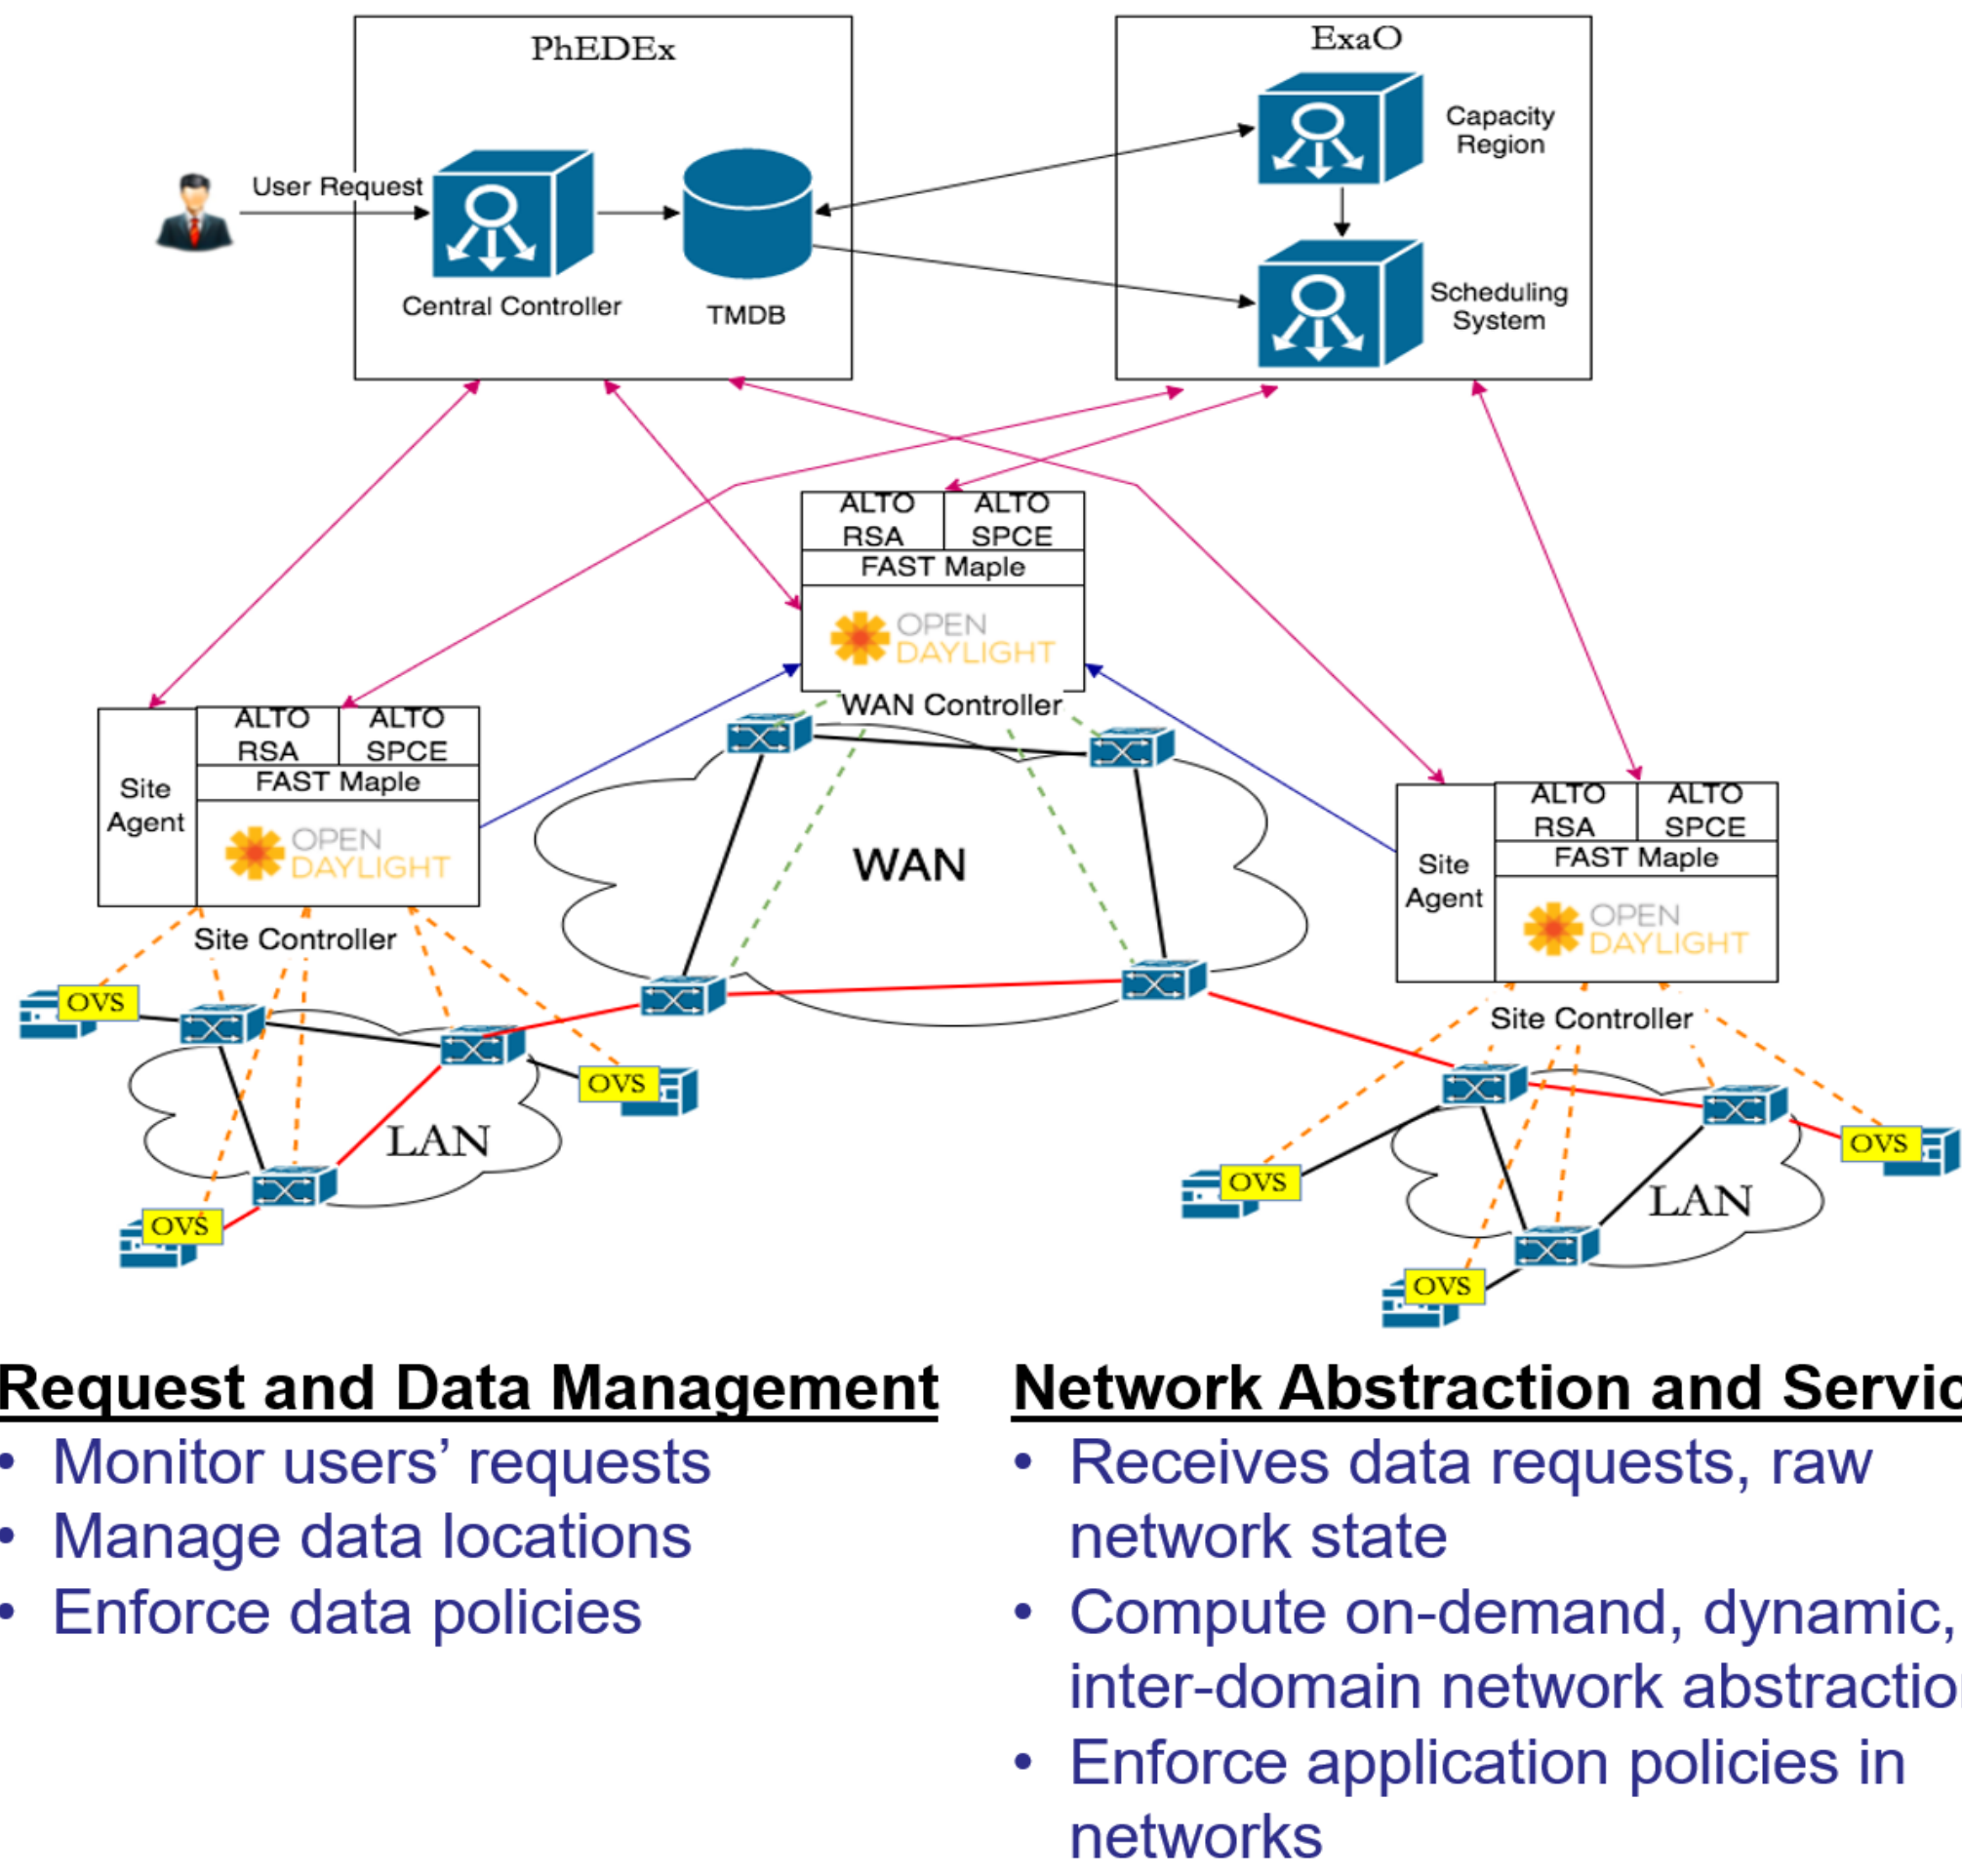 PhEDEx
ExaO
Capacity
Region
User Request
Central Controller
TMDB
Scheduling
System
ALTO
RSA
ALTO
SPCE
FAST Maple
OPEN
DAYLIGHT
WAN Controller
ALTO
RSA
ALTO
SPCE
Site
Agent
FAST Maple
OPEN
DAYLIGHT
Site Controller
WAN
ALTO
RSA
ALTO
SPCE
Site
Agent
FAST Maple
OPEN
DAYLIGHT
Site Controller
OVS
OVS
LAN
OVS
OVS
OVS
LAN
OVS
Request and Data Management
• Monitor users’ requests
• Manage data locations
• Enforce data policies
Network Abstraction and Servic
• Receives data requests, raw
network state
• Compute on-demand, dynamic,
inter-domain network abstractio
• Enforce application policies in
networks